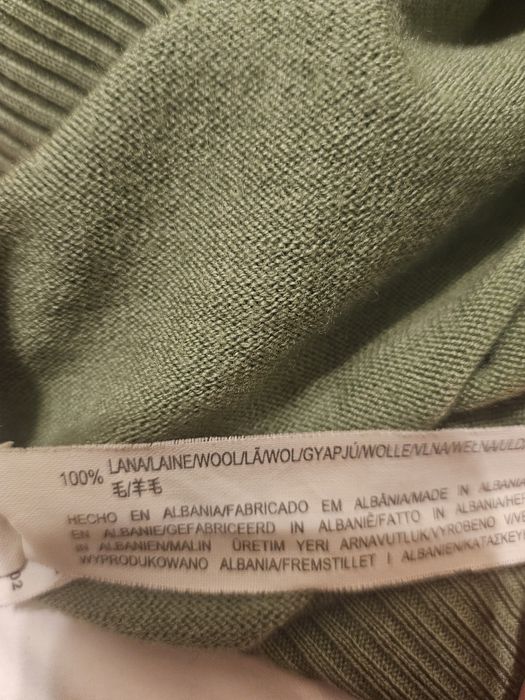 100% LANA/LAINE/WOOL/LÃ/WOL/GYAPJÚ/WOLLE/VLNA/WEŁNA/ULD
毛/羊毛
HECHO EN ALBANIA/FABRICADO EM ALBÂNIA/MADE IN ALBANIA
EN ALBANIE/GEFABRICEERD IN ALBANIË/FATTO IN ALBANIA/HE
IN ALBANIEN/MALIN ÜRETIM YERI ARNAVUTLUK/VYROBENO V
WYPRODUKOWANO ALBANIA/FREMSTILLET I ALBANIEN/ΚΑΤΑΣΚΕΥ